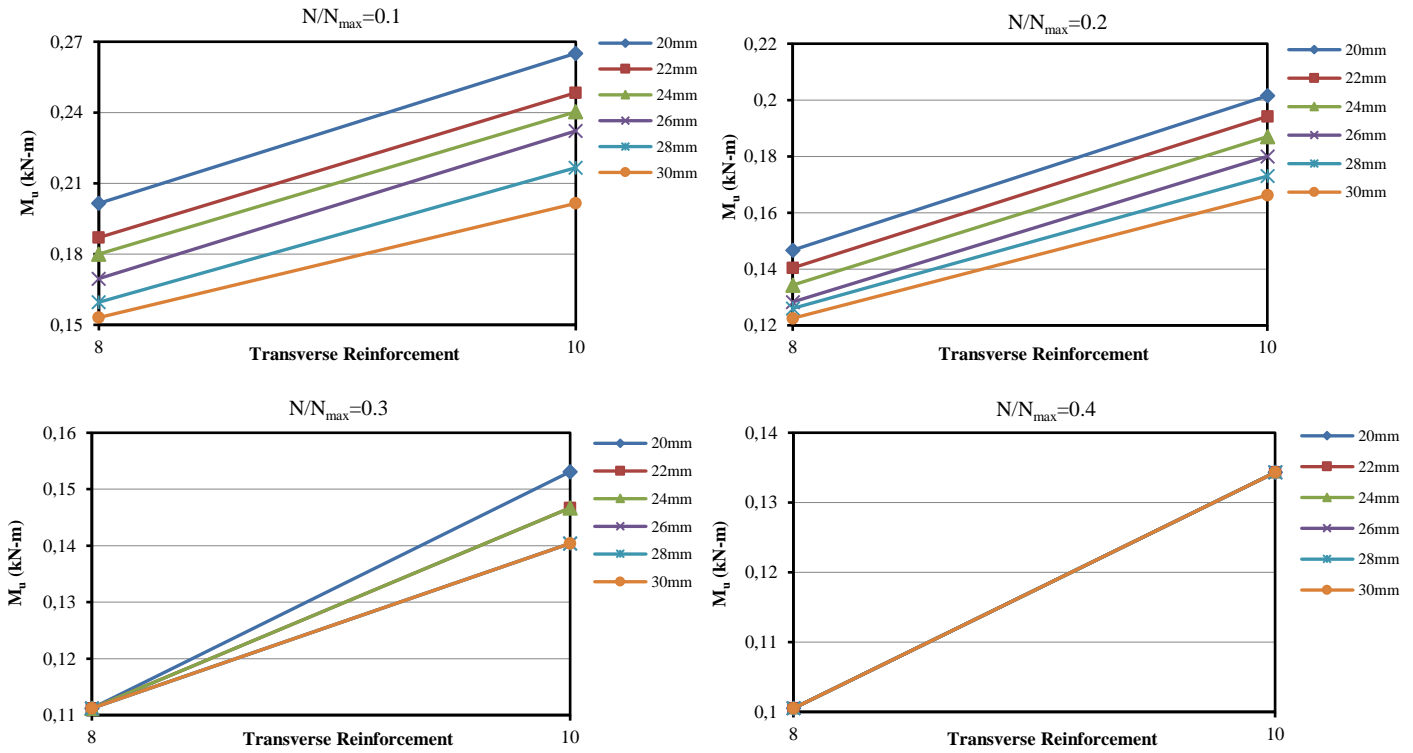 N/Nmax=0.1
Mu (kN-m)
0,27
0,24
0,21
0,18
0,15
8
10
Transverse Reinforcement
20mm
22mm
24mm
26mm
28mm
30mm
N/Nmax=0.2
Mu (kN-m)
0,22
0,2
0,18
0,16
0,14
0,12
8
10
Transverse Reinforcement
20mm
22mm
24mm
26mm
28mm
30mm
N/Nmax=0.3
Mu (kN-m)
0,16
0,15
0,14
0,13
0,12
0,11
8
10
Transverse Reinforcement
20mm
22mm
24mm
26mm
28mm
30mm
N/Nmax=0.4
Mu (kN-m)
0,14
0,13
0,12
0,11
0,1
8
10
Transverse Reinforcement
20mm
22mm
24mm
26mm
28mm
30mm